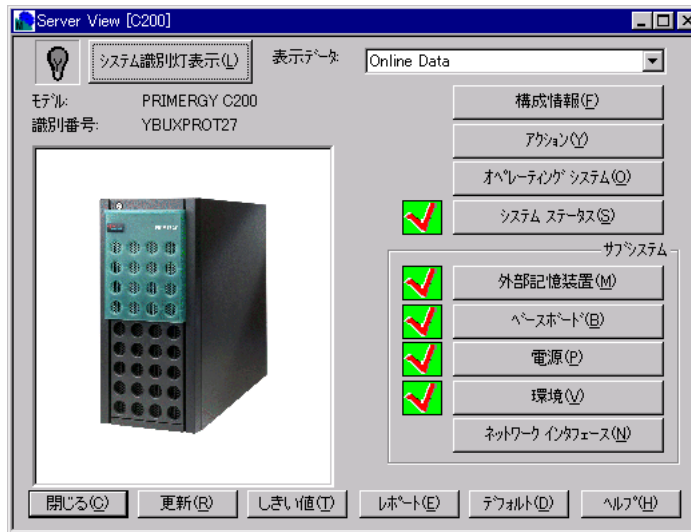 Server View [C200]
システム識別灯表示(L)
表示ﾃﾞｰﾀ:
Online Data
ﾓﾃﾞﾙ: PRIMERGY C200
識別番号: YBUXPROT27
構成情報(F)
ｱｸｼｮﾝ(Y)
ｵﾍﾟﾚｰﾃｨﾝｸﾞ ｼｽﾃﾑ(O)
ｼｽﾃﾑ ｽﾃｰﾀｽ(S)
ｻﾌﾞｼｽﾃﾑ
外部記憶装置(M)
ﾍﾞｰｽﾎﾞｰﾄﾞ(B)
電源(P)
環境(V)
ﾈｯﾄﾜｰｸ ｲﾝﾀﾌｪｰｽ(N)
閉じる(C)
更新(R)
しきい値(T)
ﾚﾎﾟｰﾄ(E)
ﾃﾞﾌｫﾙﾄ(D)
ﾍﾙﾌﾟ(H)